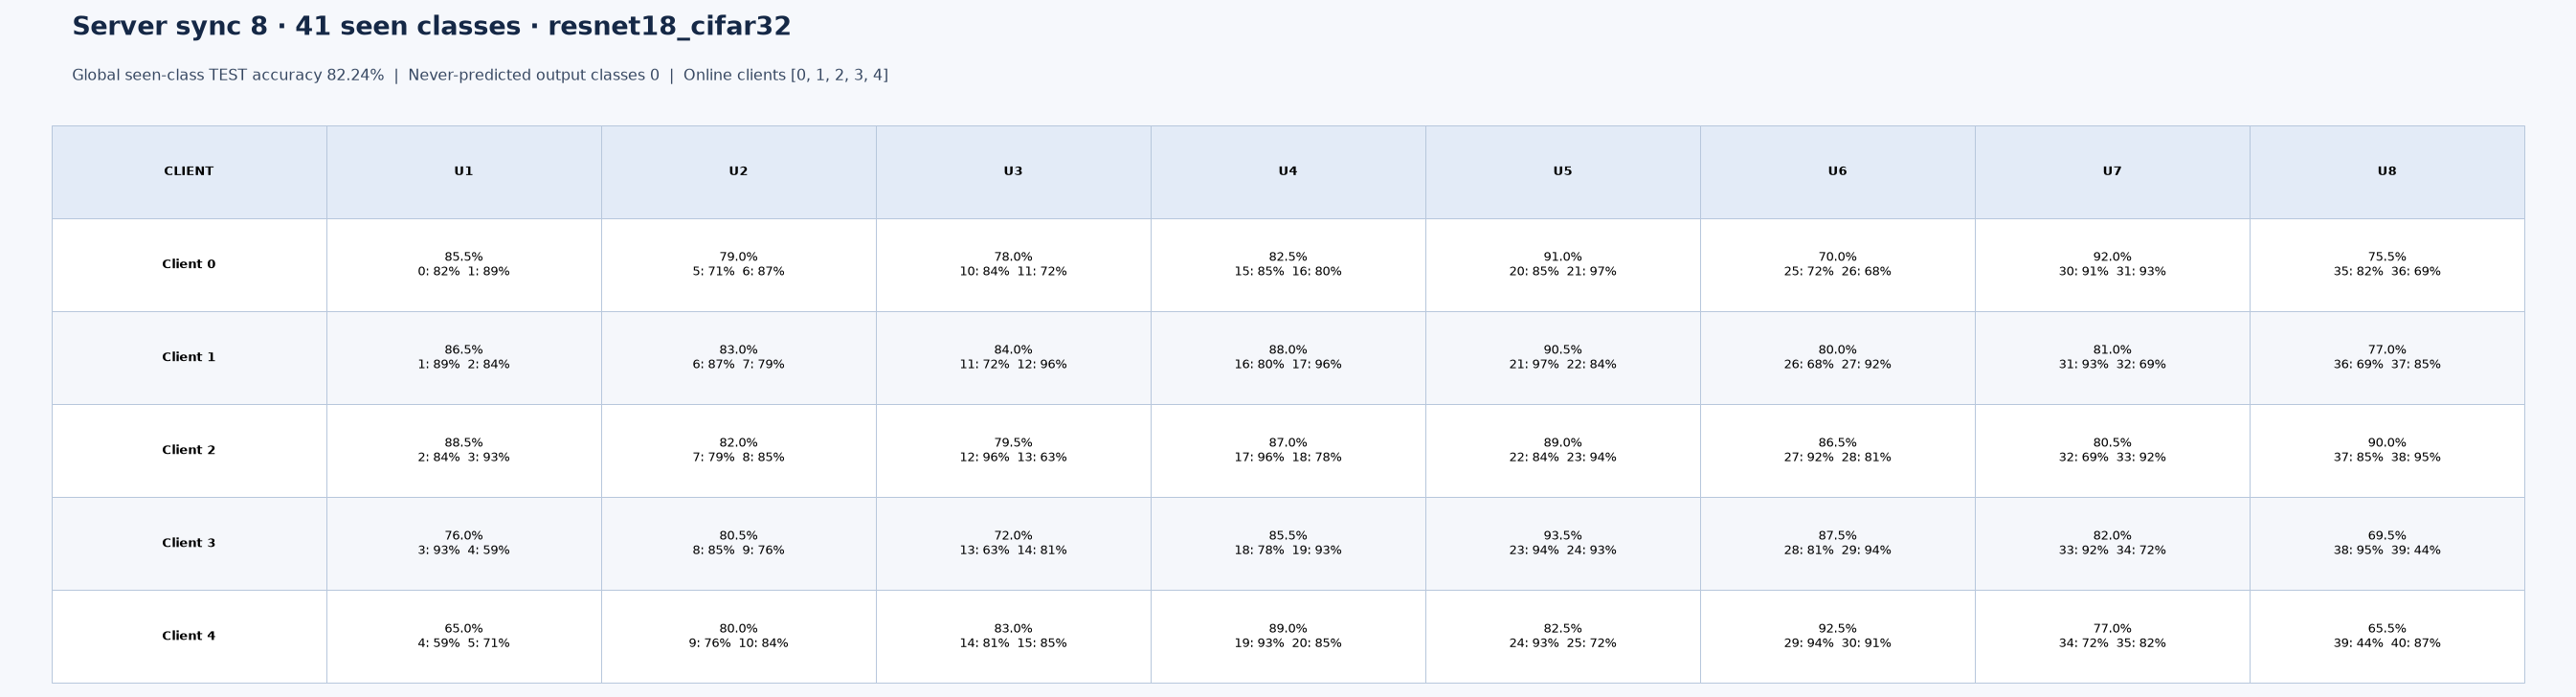 Server sync 8 · 41 seen classes · resnet18_cifar32
Global seen-class TEST accuracy 82.24%  |  Never-predicted output classes 0  |  Online clients [0, 1, 2, 3, 4]
CLIENT U1 U2 U3 U4 U5 U6 U7 U8
85.5% 79.0% 78.0% 82.5% 91.0% 70.0% 92.0% 75.5%
Client 0
0: 82%  1: 89% 5: 71%  6: 87% 10: 84%  11: 72% 15: 85%  16: 80% 20: 85%  21: 97% 25: 72%  26: 68% 30: 91%  31: 93% 35: 82%  36: 69%
86.5% 83.0% 84.0% 88.0% 90.5% 80.0% 81.0% 77.0%
Client 1
1: 89%  2: 84% 6: 87%  7: 79% 11: 72%  12: 96% 16: 80%  17: 96% 21: 97%  22: 84% 26: 68%  27: 92% 31: 93%  32: 69% 36: 69%  37: 85%
88.5% 82.0% 79.5% 87.0% 89.0% 86.5% 80.5% 90.0%
Client 2
2: 84%  3: 93% 7: 79%  8: 85% 12: 96%  13: 63% 17: 96%  18: 78% 22: 84%  23: 94% 27: 92%  28: 81% 32: 69%  33: 92% 37: 85%  38: 95%
76.0% 80.5% 72.0% 85.5% 93.5% 87.5% 82.0% 69.5%
Client 3
3: 93%  4: 59% 8: 85%  9: 76% 13: 63%  14: 81% 18: 78%  19: 93% 23: 94%  24: 93% 28: 81%  29: 94% 33: 92%  34: 72% 38: 95%  39: 44%
65.0% 80.0% 83.0% 89.0% 82.5% 92.5% 77.0% 65.5%
Client 4
4: 59%  5: 71% 9: 76%  10: 84% 14: 81%  15: 85% 19: 93%  20: 85% 24: 93%  25: 72% 29: 94%  30: 91% 34: 72%  35: 82% 39: 44%  40: 87%